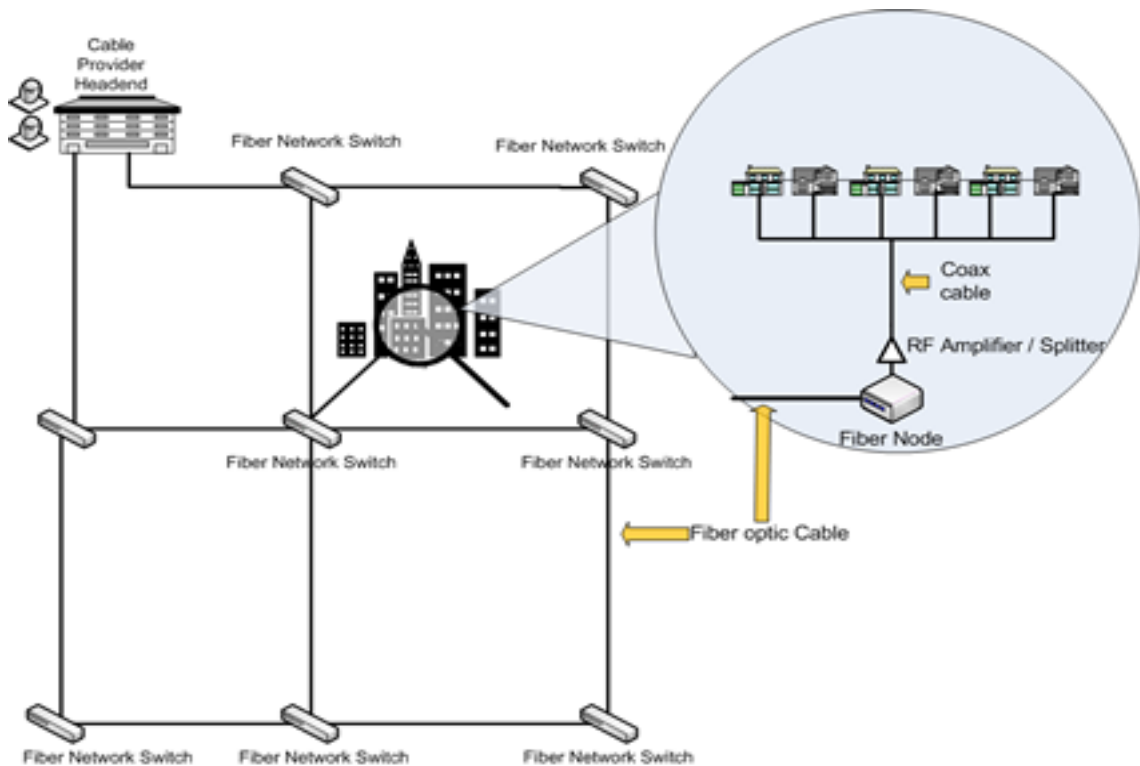 Cable
Provider
Headend
Fiber Network Switch
Fiber Network Switch
Coax
cable
RF Amplifier / Splitter
Fiber Node
Fiber Network Switch
Fiber Network Switch
Fiber optic Cable
Fiber Network Switch
Fiber Network Switch
Fiber Network Switch